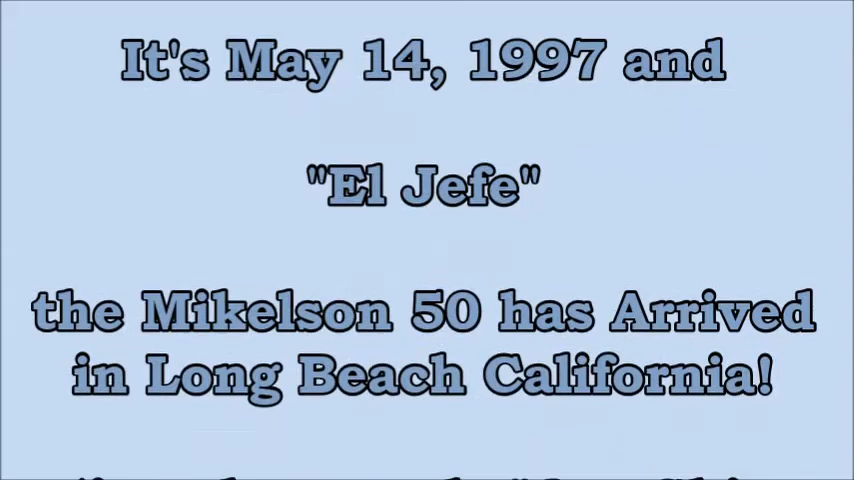 It's May 14, 1997 and
"El Jefe"
the Mikelson 50 has Arrived
in Long Beach California!